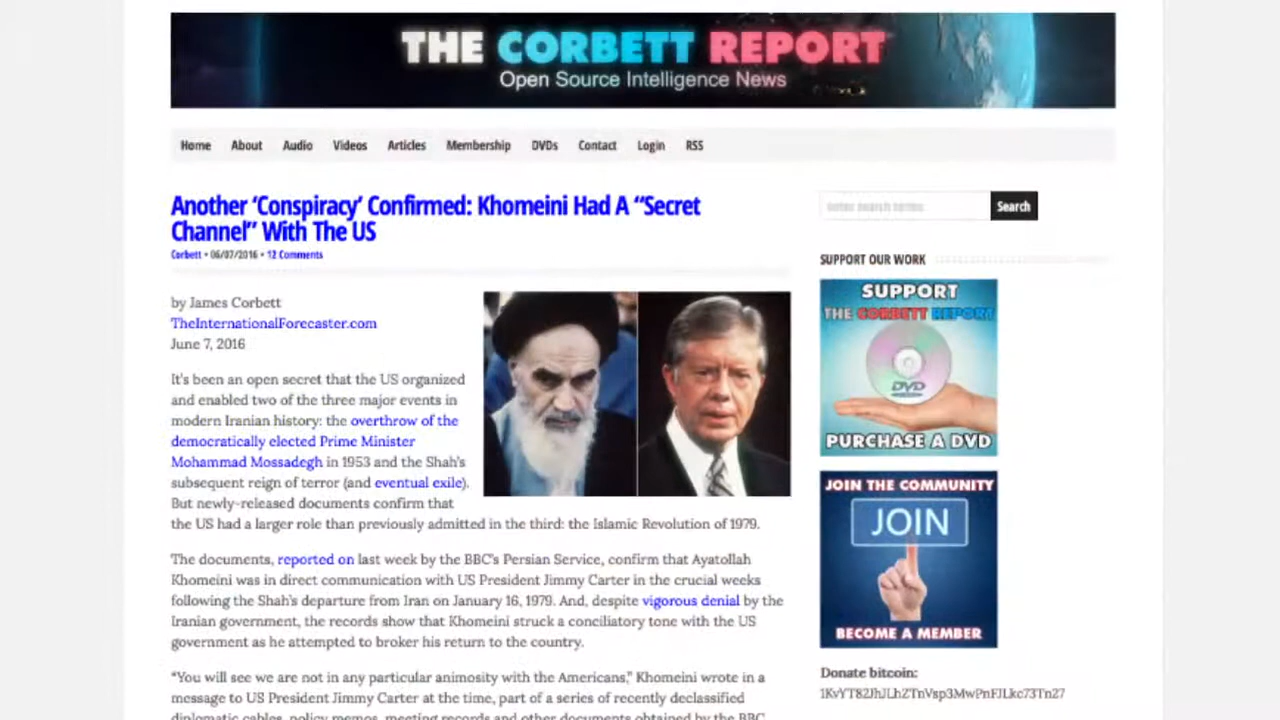 THE CORBETT REPORT
Open Source Intelligence News
Home About Audio Videos Articles Membership DVDs Contact Login RSS
Another ‘Conspiracy’ Confirmed: Khomeini Had A “Secret
Channel” With The US
Corbett • 06/07/2016 • 12 Comments
by James Corbett
TheInternationalForecaster.com
June 7, 2016
It’s been an open secret that the US organized
and enabled two of the three major events in
modern Iranian history: the overthrow of the
democratically elected Prime Minister
Mohammad Mossadegh in 1953 and the Shah’s
subsequent reign of terror (and eventual exile).
But newly-released documents confirm that
the US had a larger role than previously admitted in the third: the Islamic Revolution of 1979.
The documents, reported on last week by the BBC’s Persian Service, confirm that Ayatollah
Khomeini was in direct communication with US President Jimmy Carter in the crucial weeks
following the Shah’s departure from Iran on January 16, 1979. And, despite vigorous denial by the
Iranian government, the records show that Khomeini struck a conciliatory tone with the US
government as he attempted to broker his return to the country.
“You will see we are not in any particular animosity with the Americans,” Khomeini wrote in a
message to US President Jimmy Carter at the time, part of a series of recently declassified
diplomatic cables, policy memos, meeting records and other documents obtained by the BBC
Search
SUPPORT OUR WORK
SUPPORT
THE CORBETT REPORT
DVD
PURCHASE A DVD
JOIN THE COMMUNITY
JOIN
BECOME A MEMBER
Donate bitcoin: